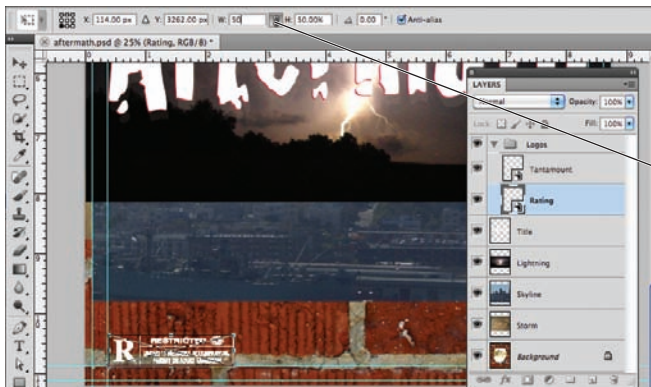 X: 114.00 px Y: 3262.00 px W: 50 H: 50.00% 0.00 ° Anti-alias
aftermath.psd @ 25% (Rating, RGB/8) *
LAYERS
Normal Opacity: 100%
Lock: Fill: 100%
Logos
Tantamount
Rating
Title
Lightning
Skyline
Storm
Background
R RESTRICTED